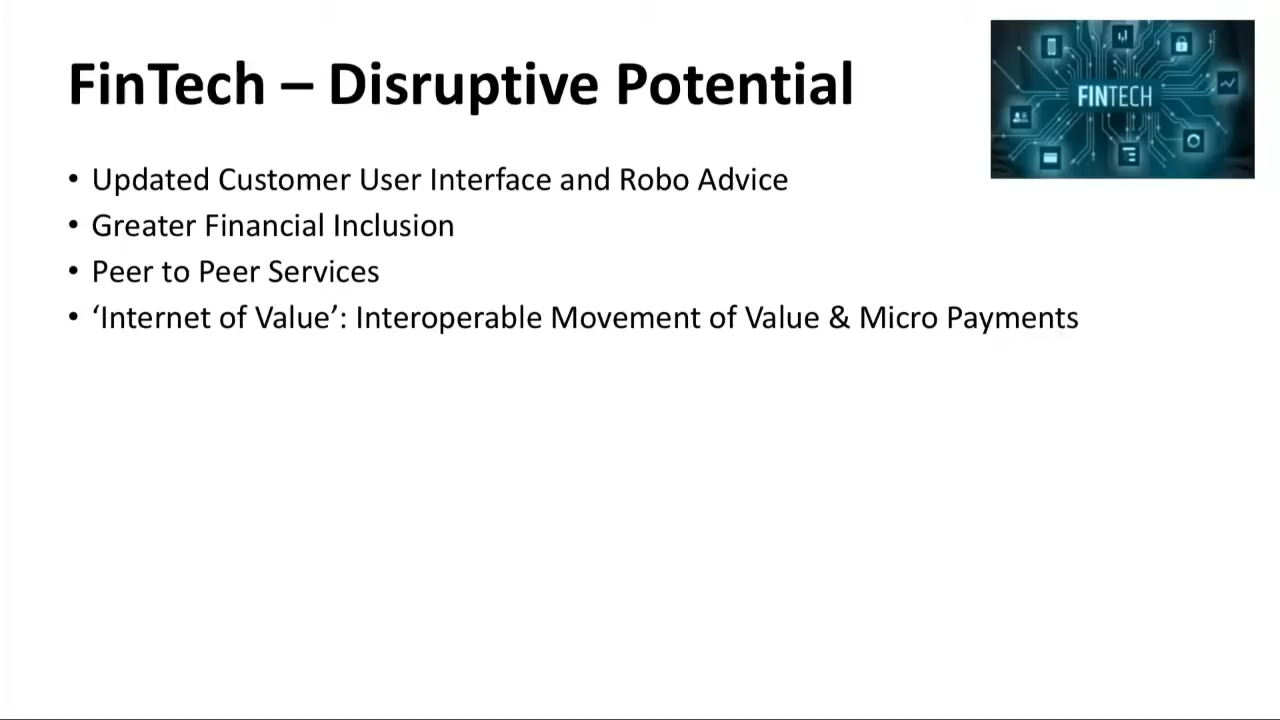 FinTech – Disruptive Potential
FINTECH
• Updated Customer User Interface and Robo Advice
• Greater Financial Inclusion
• Peer to Peer Services
• ‘Internet of Value’: Interoperable Movement of Value & Micro Payments